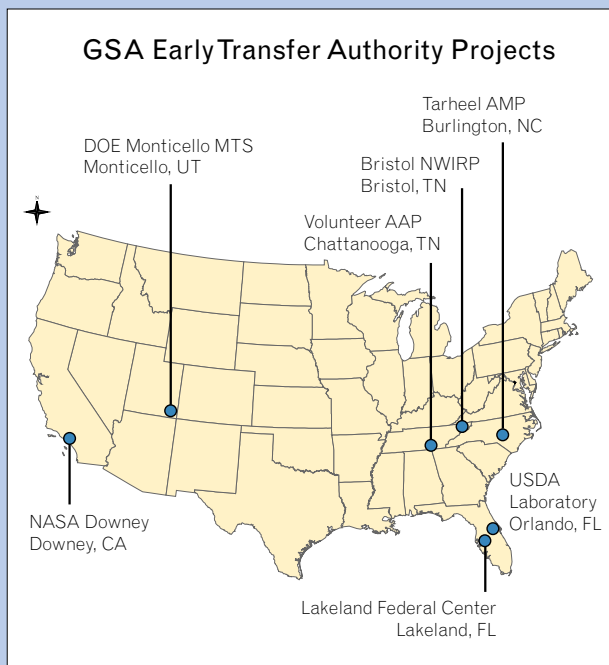 GSA Early Transfer Authority Projects
Tarheel AMP
Burlington, NC
DOE Monticello MTS
Monticello, UT
Bristol NWIRP
Bristol, TN
Volunteer AAP
Chattanooga, TN
N
USDA
Laboratory
Orlando, FL
NASA Downey
Downey, CA
Lakeland Federal Center
Lakeland, FL